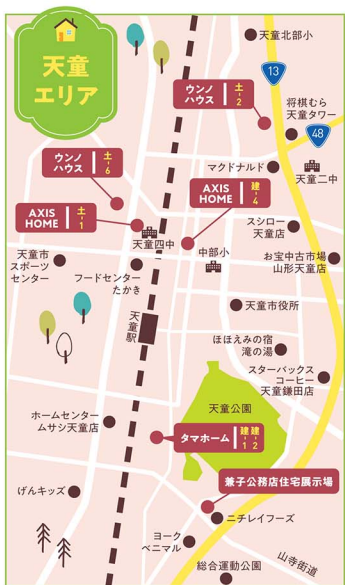 天童
エリア
天童北部小
13
ウンノ
ハウス
土-2
将棋むら
天童タワー
48
マクドナルド
天童二中
ウンノ
ハウス
土-6
AXIS
HOME
建-4
AXIS
HOME
土-1
天童四中
スシロー
天童店
中部小
お宝中古市場
山形天童店
天童市
スポーツ
センター
フードセンター
たかき
天童市役所
天童駅
ほほえみの宿
滝の湯
スターバックス
コーヒー
天童鎌田店
天童公園
ホームセンター
ムサシ天童店
タマホーム
建-1
建-2
兼子公務店住宅展示場
げんキッズ
ニチレイフーズ
ヨーク
ベニマル
山寺街道
総合運動公園